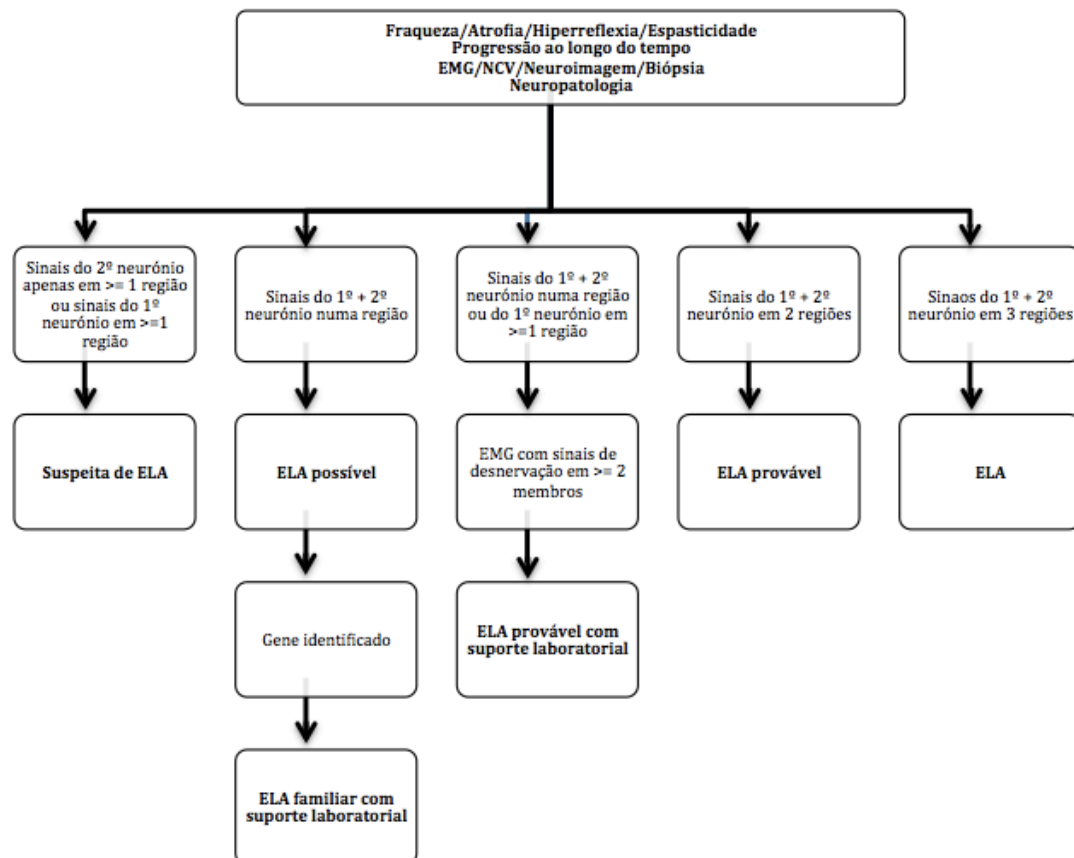 Fraqueza/Atrofia/Hiperreflexia/Espasticidade
Progressão ao longo do tempo
EMG/NCV/Neuroimagem/Biópsia
Neuropatologia
Sinais do 2º neurónio
apenas em >= 1 região
ou sinais do 1º
neurónio em >=1
região
Sinais do 1º + 2º
neurónio numa região
Sinais do 1º + 2º
neurónio numa região
ou do 1º neurónio em
>=1 região
Sinais do 1º + 2º
neurónio em 2 regiões
Sinaos do 1º + 2º
neurónio em 3 regiões
Suspeita de ELA
ELA possível
EMG com sinais de
desnervação em >= 2
membros
ELA provável
ELA
Gene identificado
ELA provável com
suporte laboratorial
ELA familiar com
suporte laboratorial